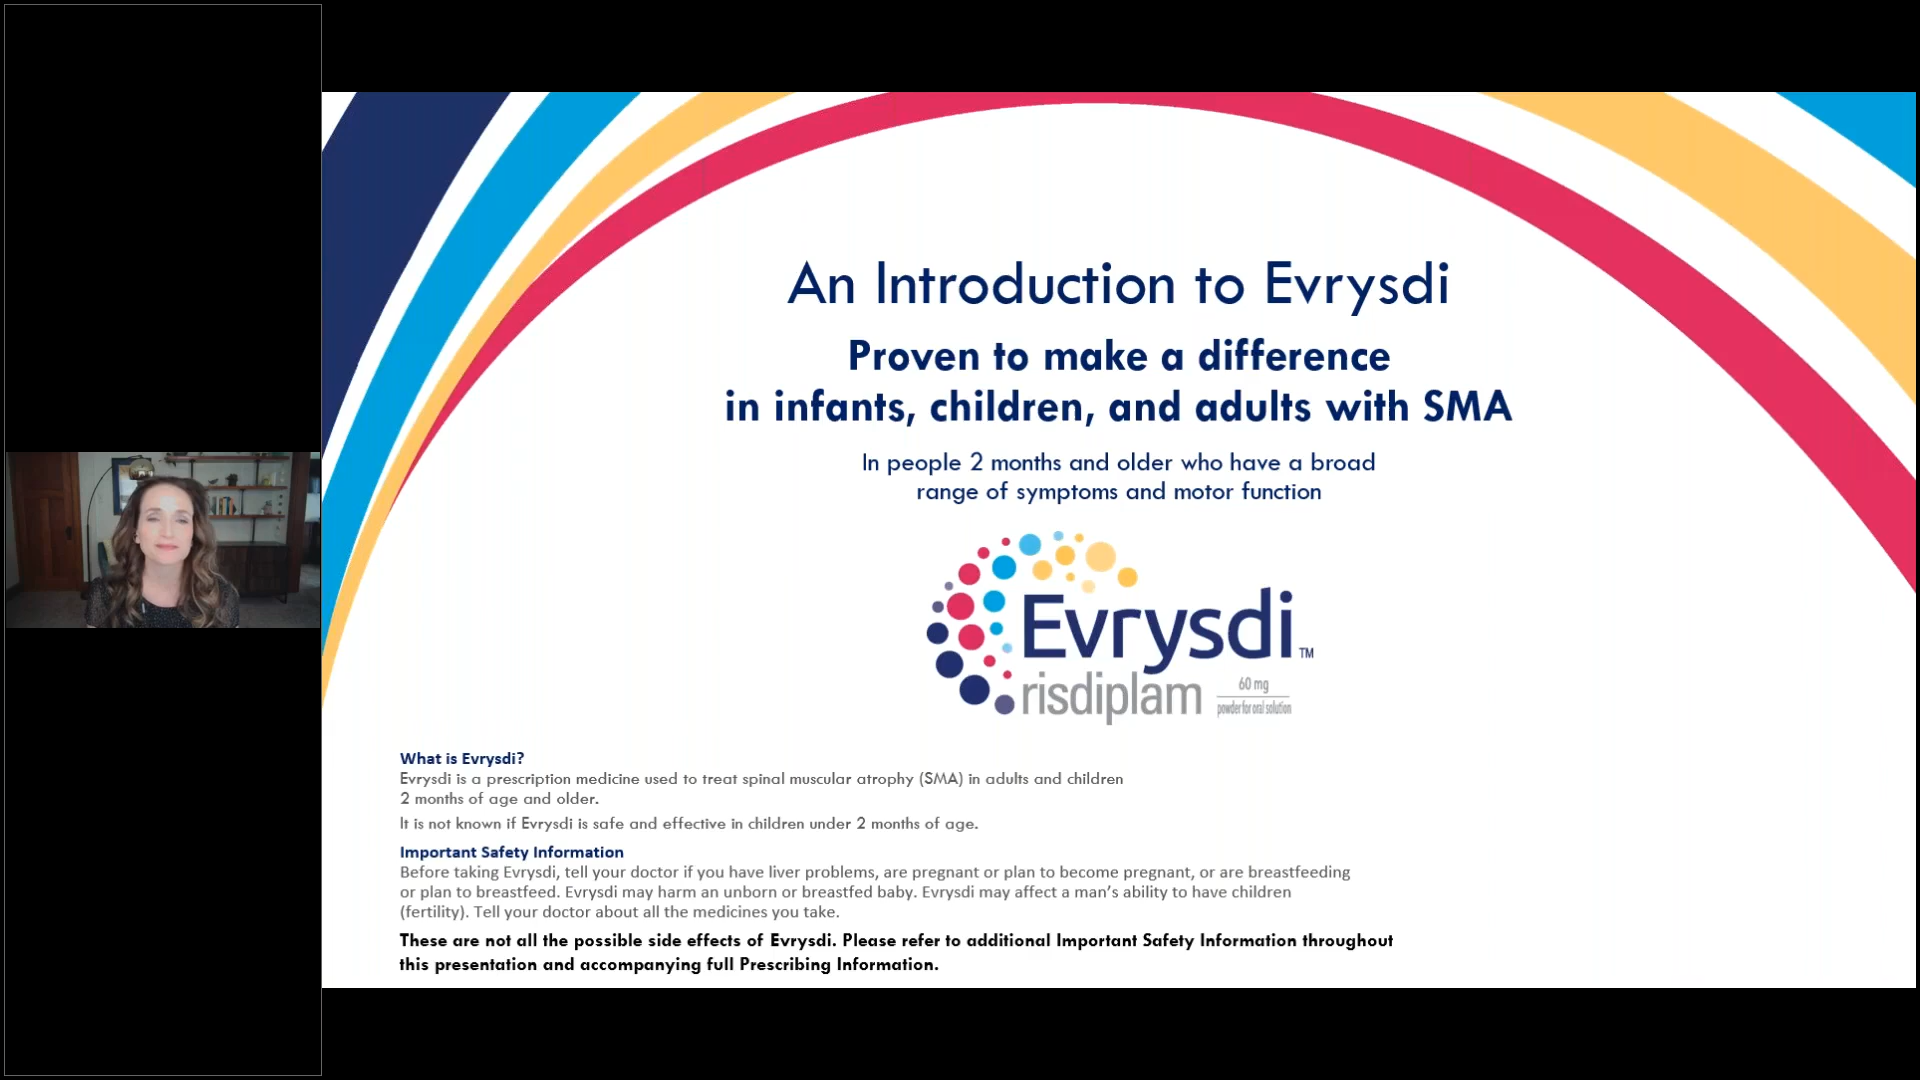 An Introduction to Evrysdi
Proven to make a difference
in infants, children, and adults with SMA
In people 2 months and older who have a broad
range of symptoms and motor function
Evrysdi™
risdiplam
60 mg
powder for oral solution
What is Evrysdi?
Evrysdi is a prescription medicine used to treat spinal muscular atrophy (SMA) in adults and children
2 months of age and older.
It is not known if Evrysdi is safe and effective in children under 2 months of age.
Important Safety Information
Before taking Evrysdi, tell your doctor if you have liver problems, are pregnant or plan to become pregnant, or are breastfeeding
or plan to breastfeed. Evrysdi may harm an unborn or breastfed baby. Evrysdi may affect a man’s ability to have children
(fertility). Tell your doctor about all the medicines you take.
These are not all the possible side effects of Evrysdi. Please refer to additional Important Safety Information throughout
this presentation and accompanying full Prescribing Information.